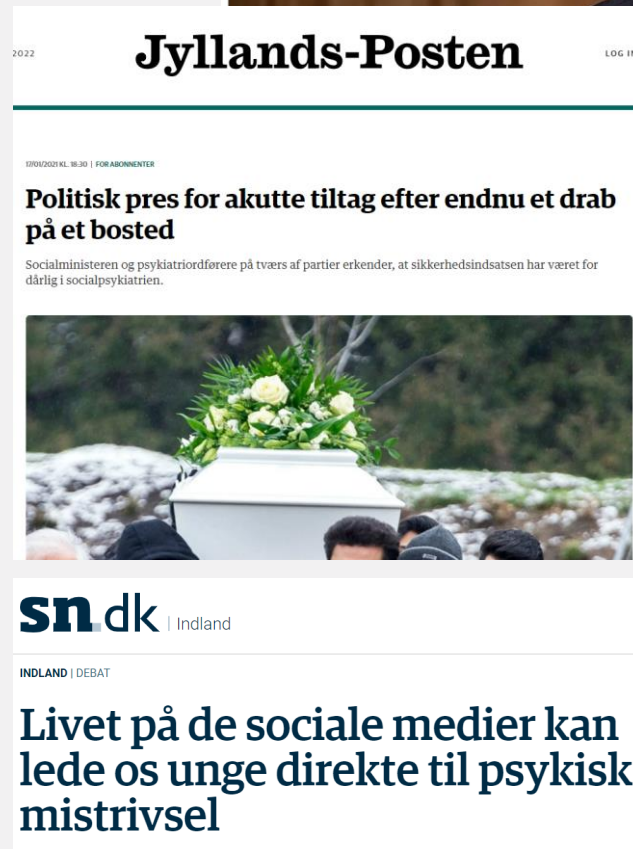 2022
Jyllands-Posten
LOG IN
17/01/2021 KL. 18:30 | FOR ABONNENTER
Politisk pres for akutte tiltag efter endnu et drab
på et bosted
Socialministeren og psykiatriordførere på tværs af partier erkender, at sikkerhedsindsatsen har været for
dårlig i socialpsykiatrien.
sn.dk | Indland
INDLAND | DEBAT
Livet på de sociale medier kan
lede os unge direkte til psykisk
mistrivsel